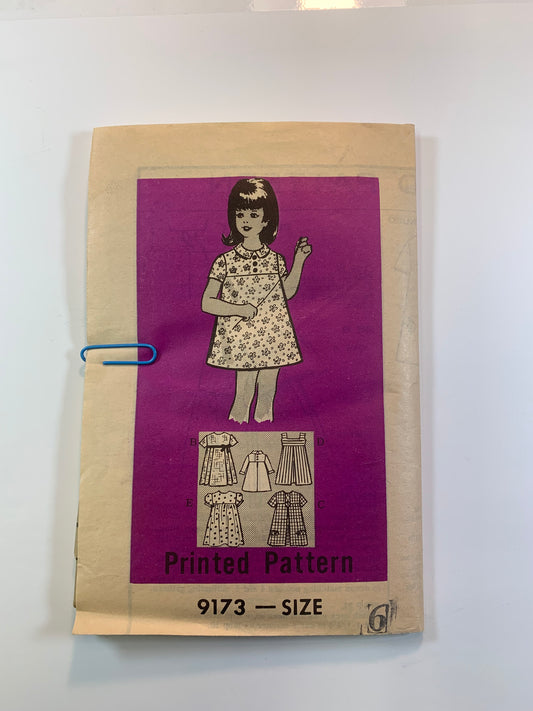 B
D
E
C
Printed Pattern
9173 — SIZE
6